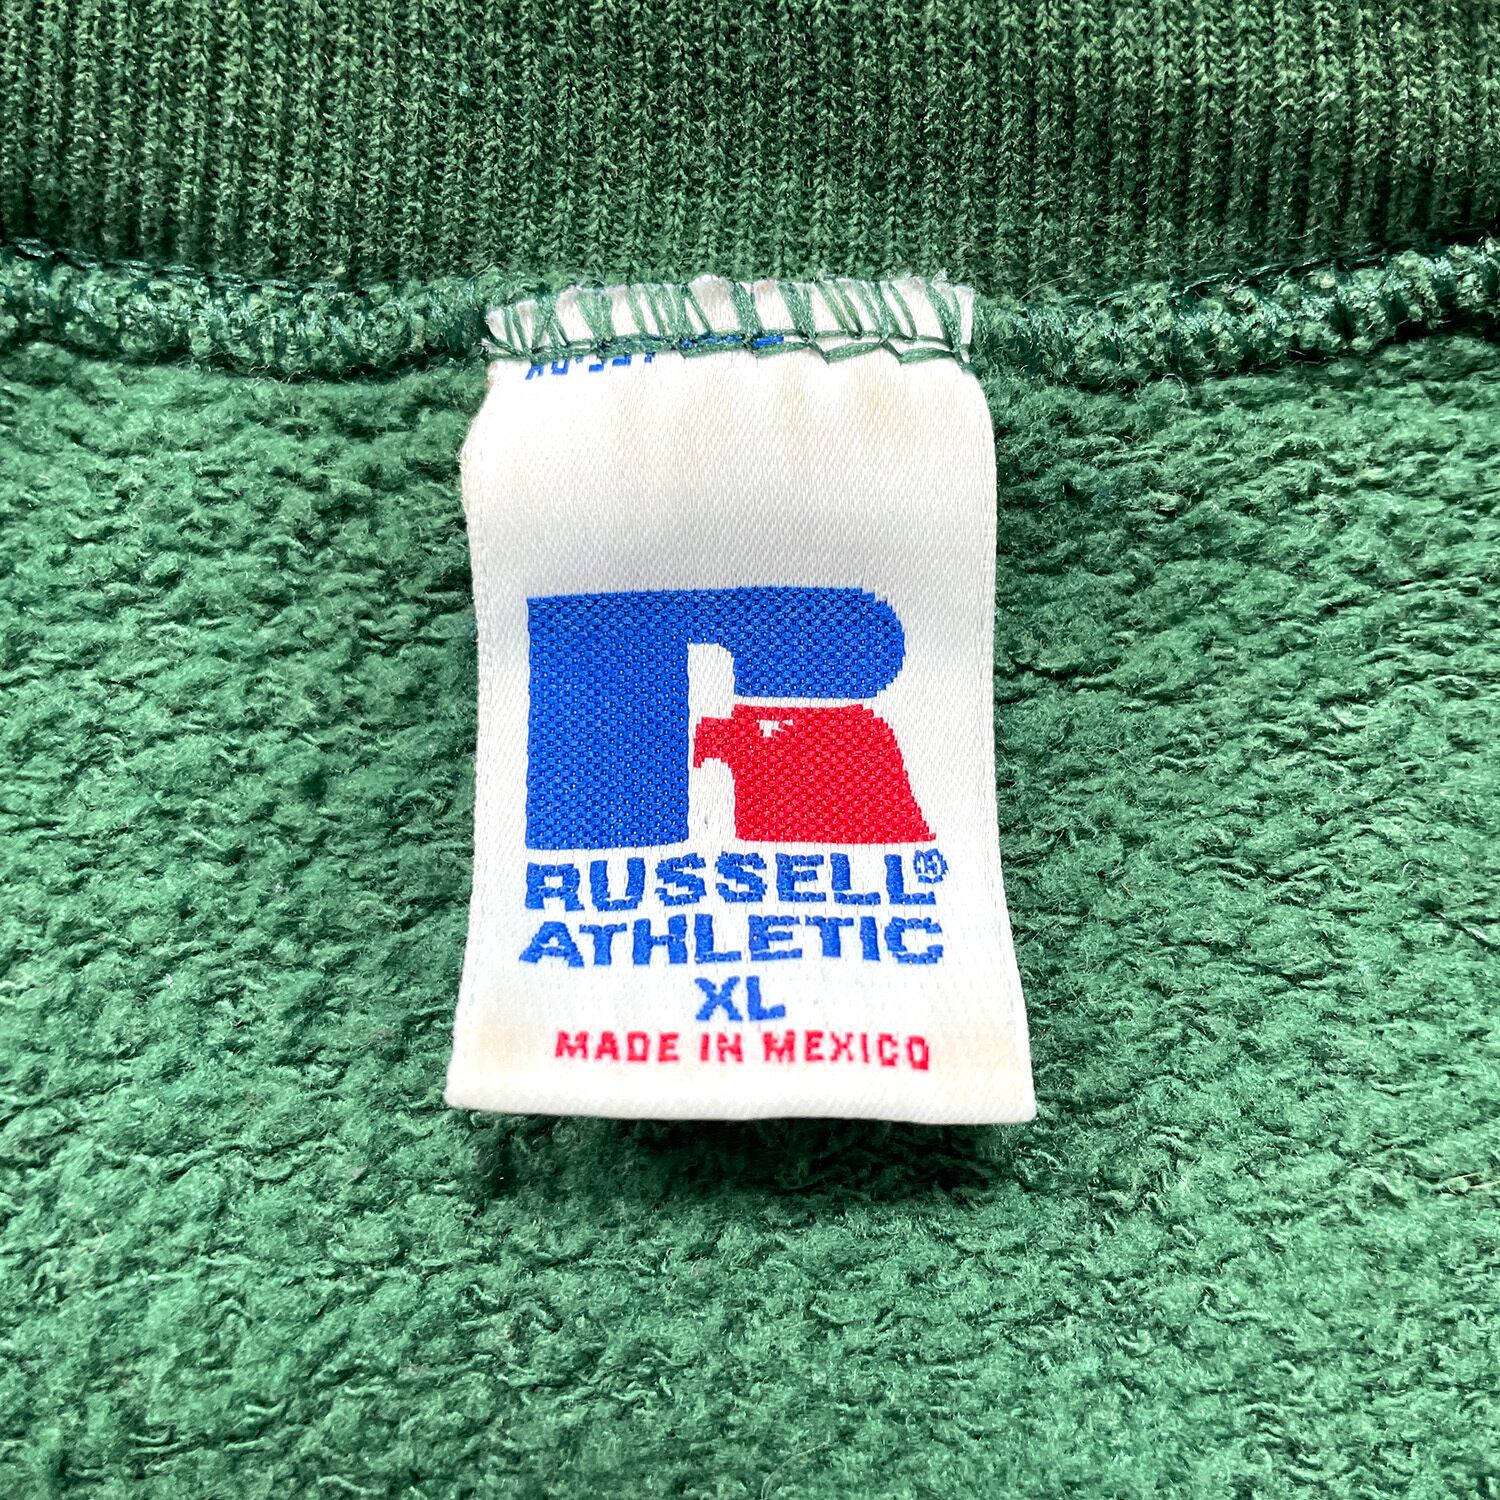 RUSSELL®
ATHLETIC
XL
MADE IN MEXICO